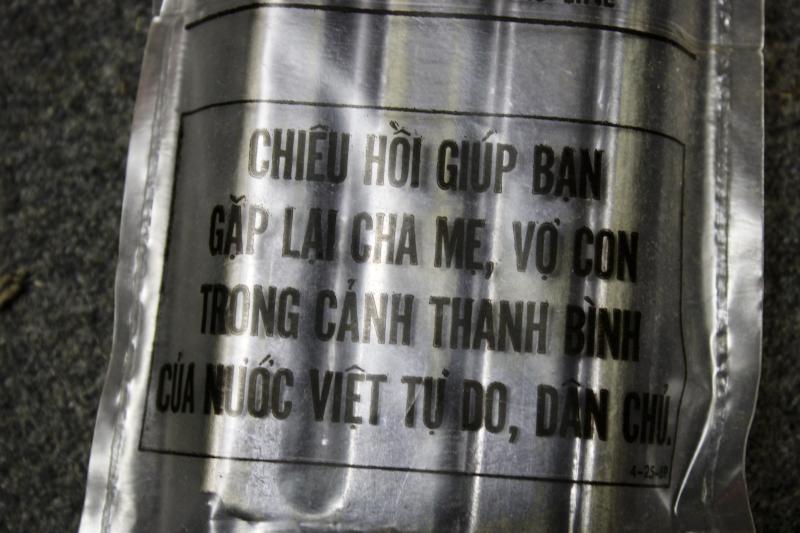 CHIÊU HỒI GIÚP BẠN
GẶP LẠI CHA MẸ, VỢ CON
TRONG CẢNH THANH BÌNH
CỦA NƯỚC VIỆT TỰ DO, DÂN CHỦ.